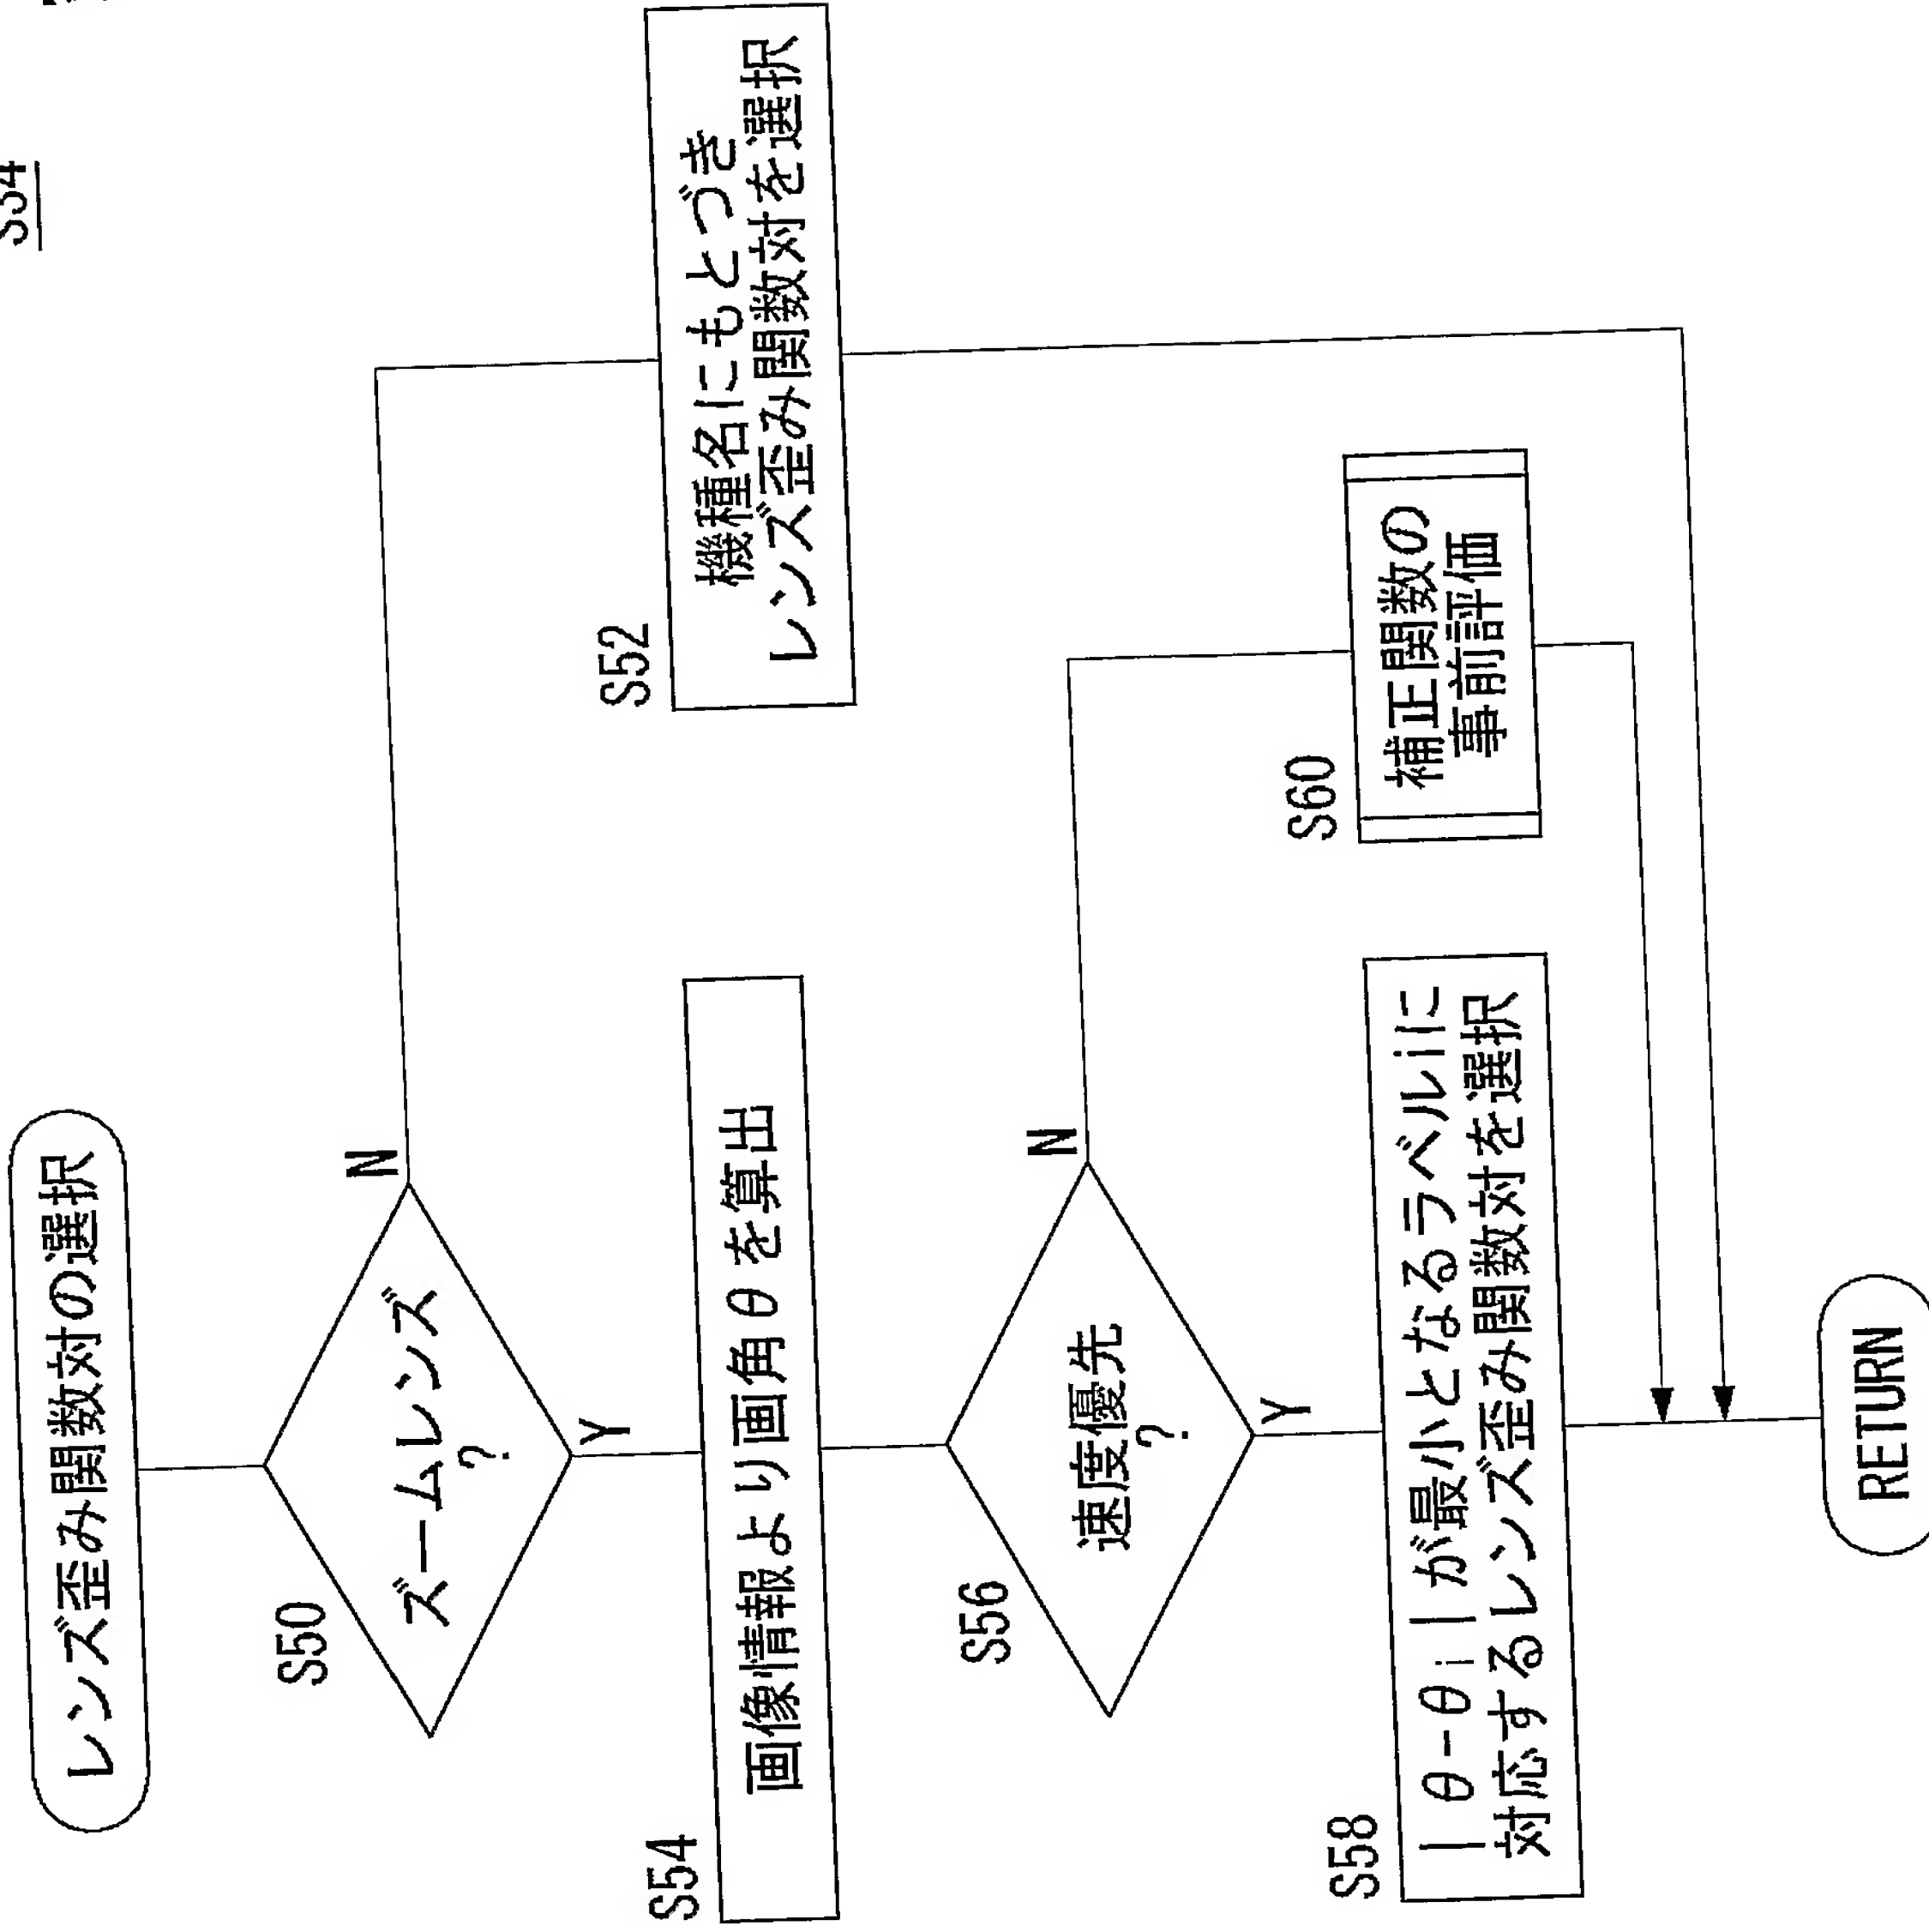 S34
レンズ歪み関数対の選択
S50
ズームレンズ
?
N
Y
S52
機種名にもとづき
レンズ歪み関数対を選択
S54
画像情報より画角θを算出
S56
速度優先
?
N
Y
S60
補正関数の
事前評価
S58
|θ-θi|が最小となるラベルiに
対応するレンズ歪み関数対を選択
RETURN